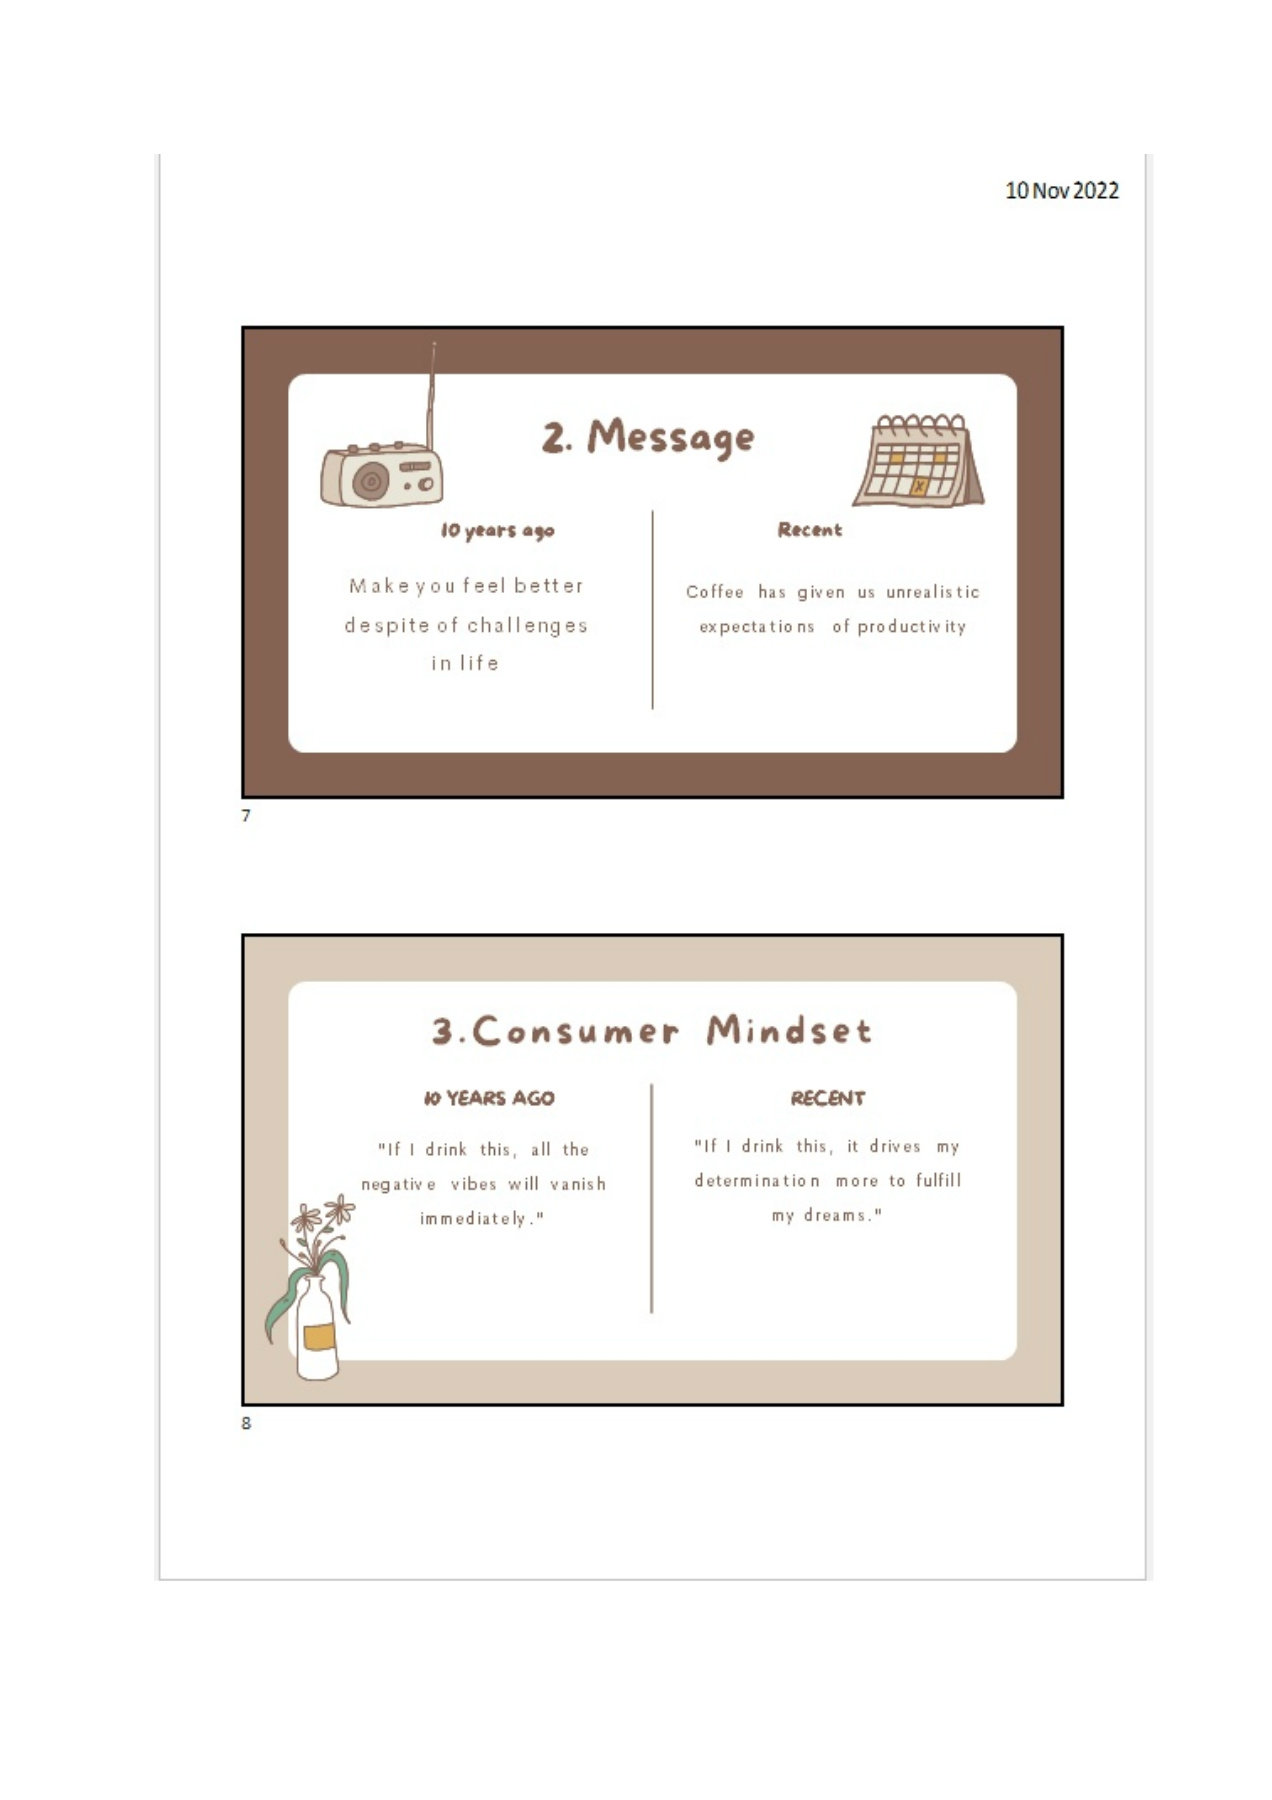 10 Nov 2022
2. Message
10 years ago
Make you feel better
despite of challenges
in life
Recent
Coffee has given us unrealistic
expectations of productivity
7
3.Consumer Mindset
10 YEARS AGO
"If I drink this, all the
negative vibes will vanish
immediately."
RECENT
"If I drink this, it drives my
determination more to fulfill
my dreams."
8